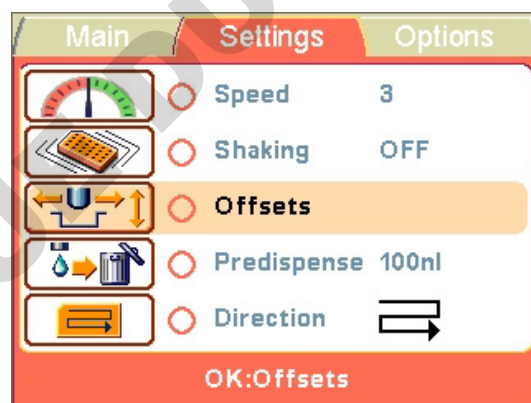 Main Settings Options
Speed 3
Shaking OFF
Offsets
Predispense 100nl
Direction
OK:Offsets